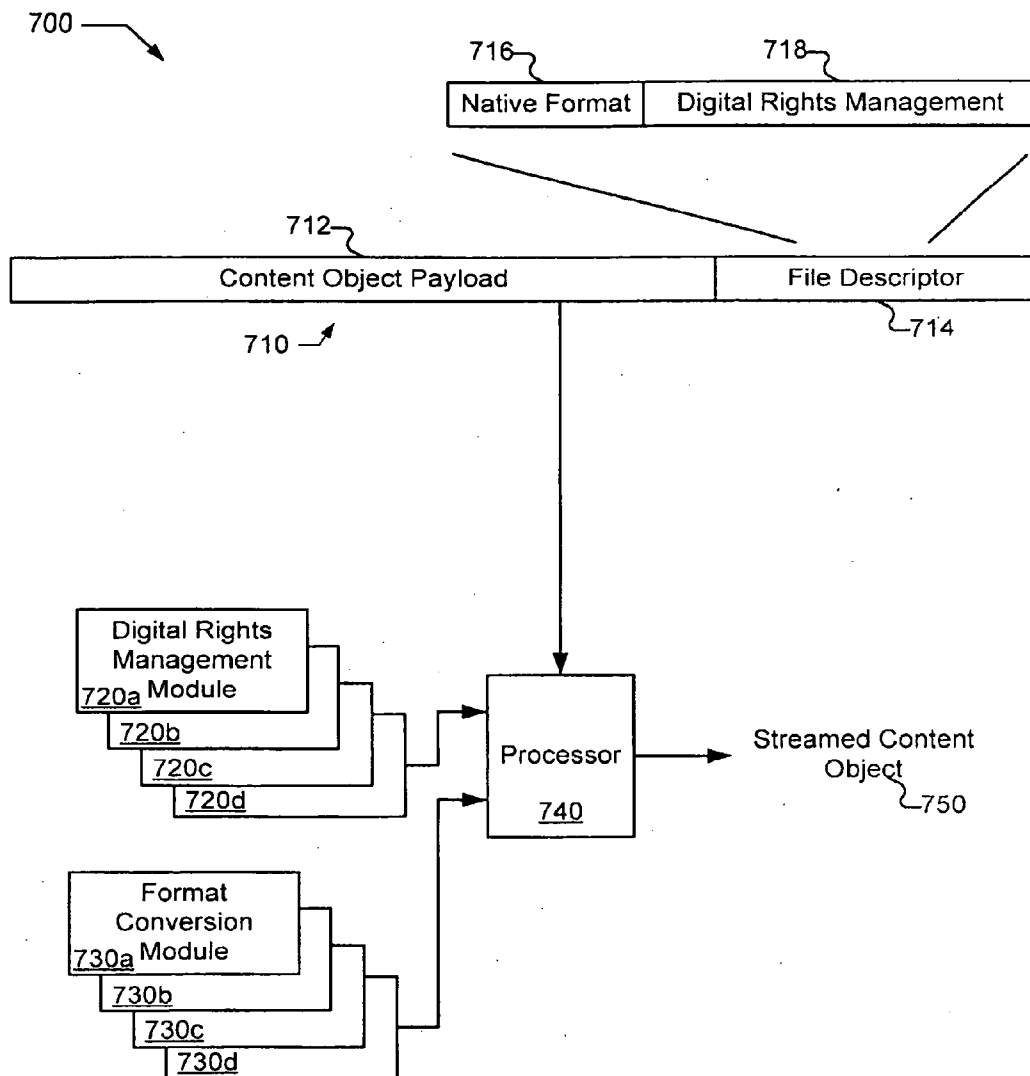 700
716
718
Native Format
Digital Rights Management
712
Content Object Payload
File Descriptor
710
714
Digital Rights
Management
Module
720a
720b
720c
720d
Processor
740
Streamed Content
Object
750
Format
Conversion
Module
730a
730b
730c
730d